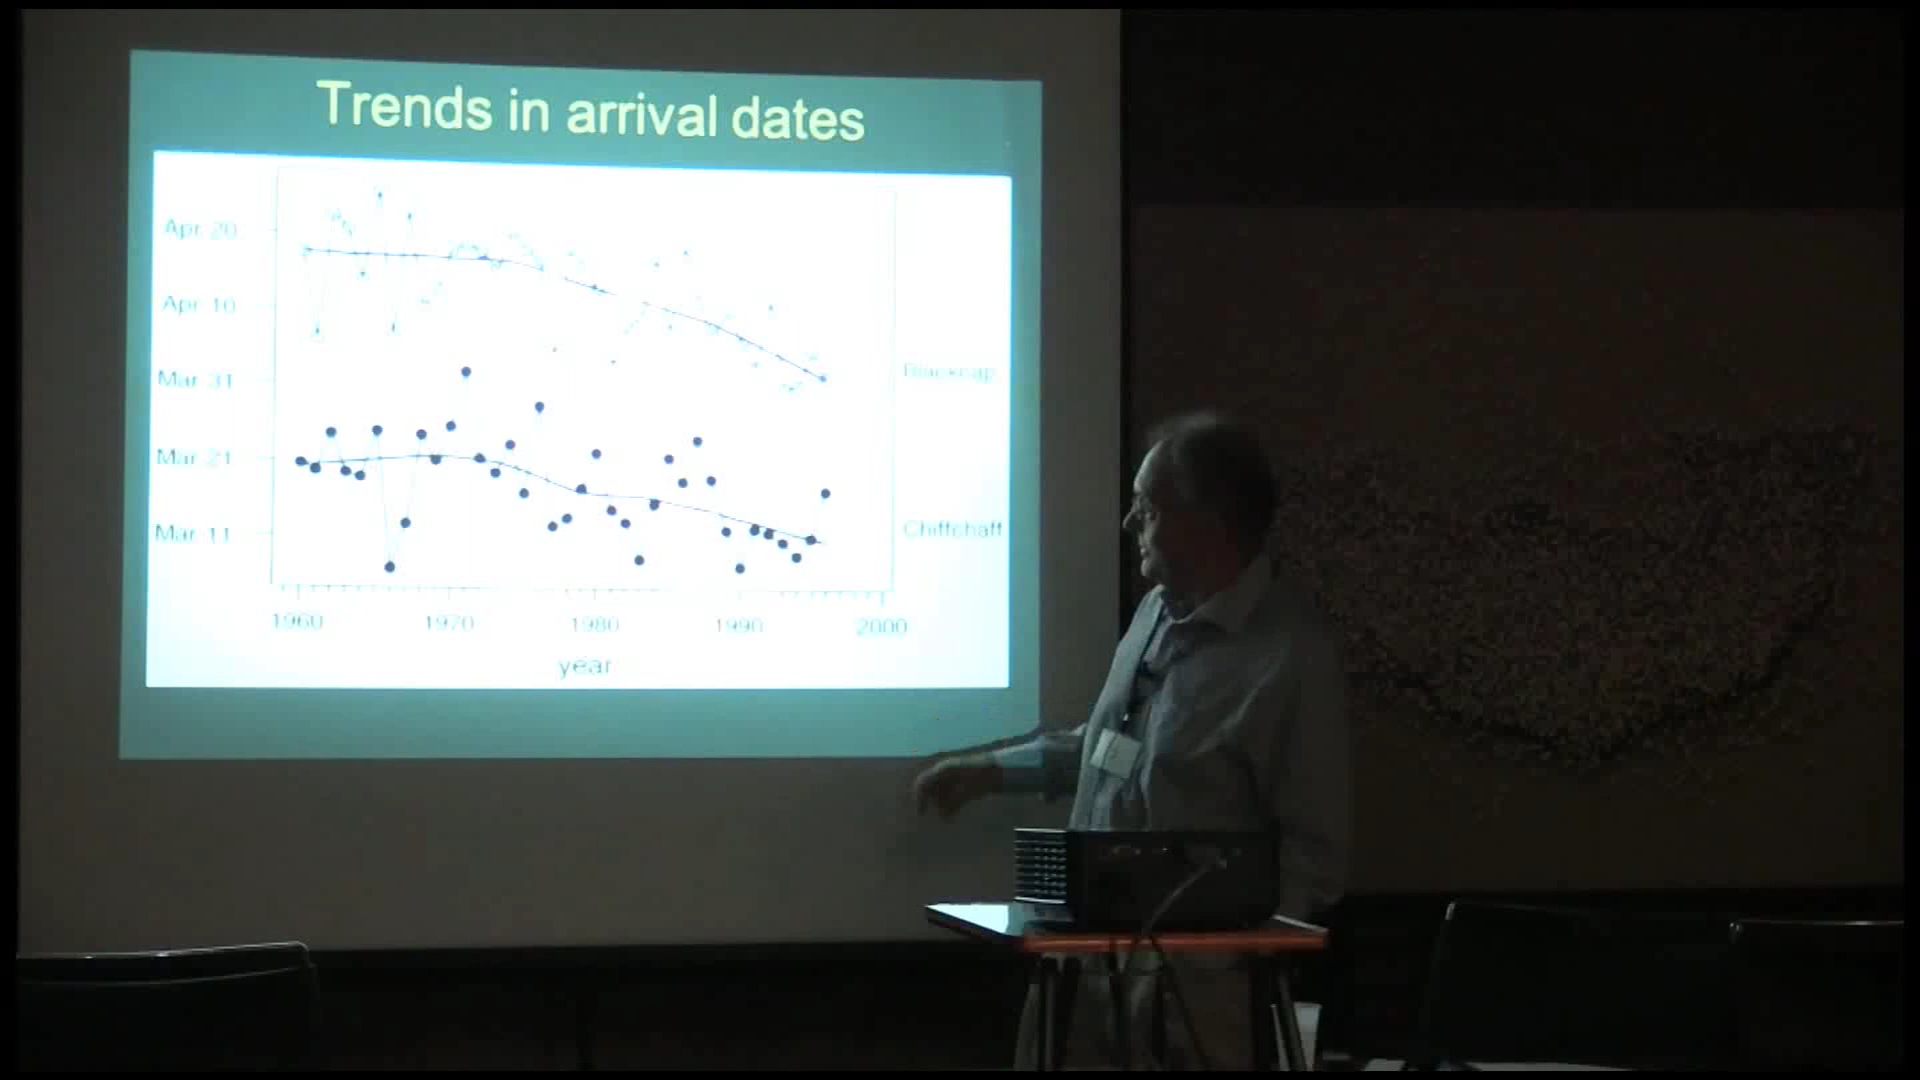 Trends in arrival dates
Apr 20
Apr 10
Mar 31
Blackcap
Mar 21
Mar 11
Chiffchaff
1960 1970 1980 1990 2000
year